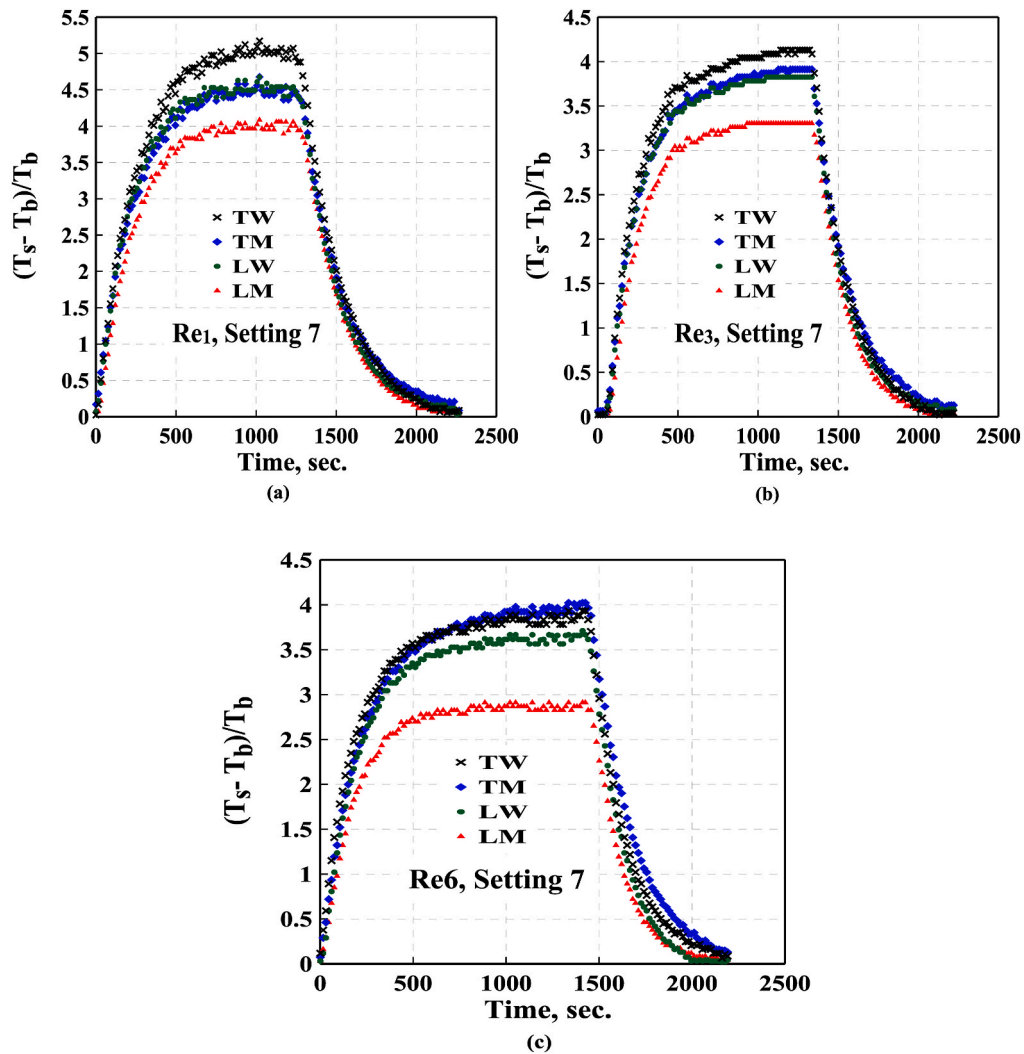 5.5
5
4.5
4
3.5
3
2.5
2
1.5
1
0.5
0
(Ts- Tb)/Tb
TW
TM
LW
LM
Re1, Setting 7
0 500 1000 1500 2000 2500
Time, sec.
(a)
4.5
4
3.5
3
2.5
2
1.5
1
0.5
0
(Ts- Tb)/Tb
TW
TM
LW
LM
Re3, Setting 7
0 500 1000 1500 2000 2500
Time, sec.
(b)
4.5
4
3.5
3
2.5
2
1.5
1
0.5
0
(Ts- Tb)/Tb
TW
TM
LW
LM
Re6, Setting 7
0 500 1000 1500 2000 2500
Time, sec.
(c)